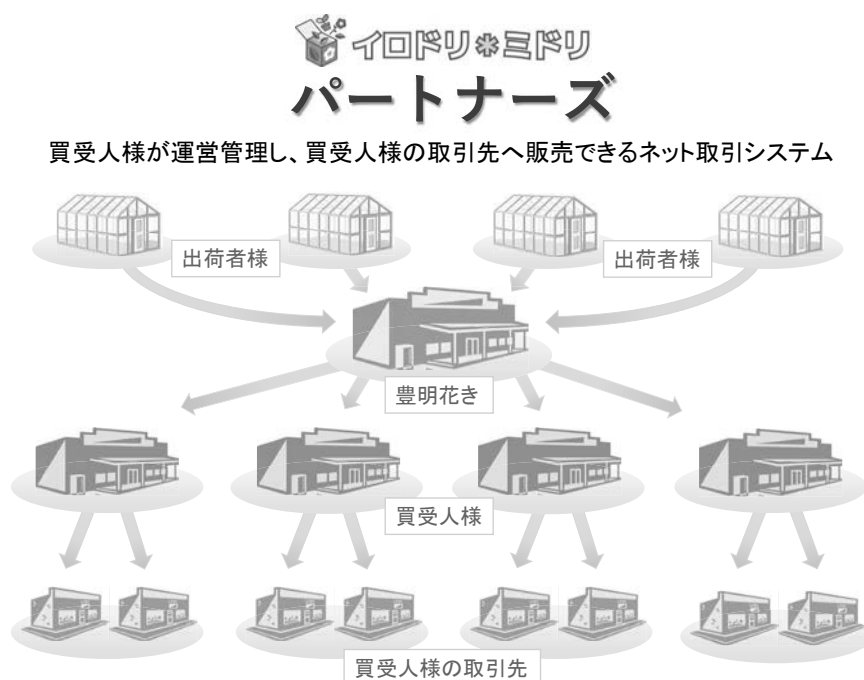 イロドリ*ミドリ
パートナーズ
買受人様が運営管理し、買受人様の取引先へ販売できるネット取引システム
出荷者様
出荷者様
豊明花き
買受人様
買受人様の取引先